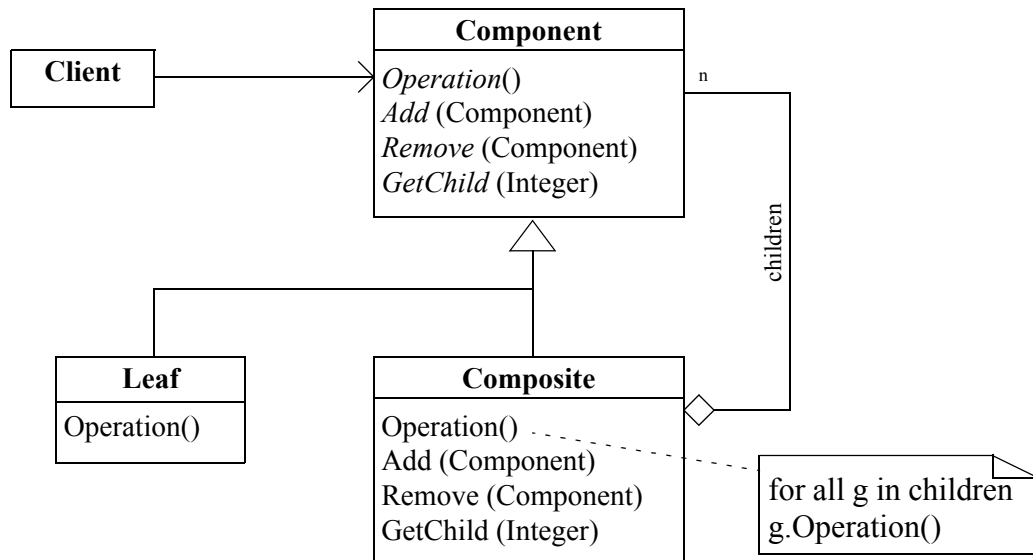 Component
Client
Operation()
Add (Component)
Remove (Component)
GetChild (Integer)
n
children
Leaf
Operation()
Composite
Operation()
Add (Component)
Remove (Component)
GetChild (Integer)
for all g in children
g.Operation()